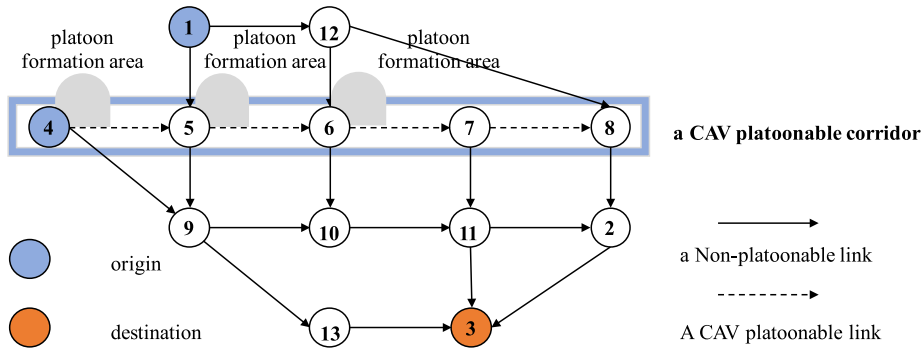 1
12
platoon
formation area
platoon
formation area
platoon
formation area
4
5
6
7
8
a CAV platoonable corridor
9
10
11
2
origin
a Non-platoonable link
destination
13
3
A CAV platoonable link